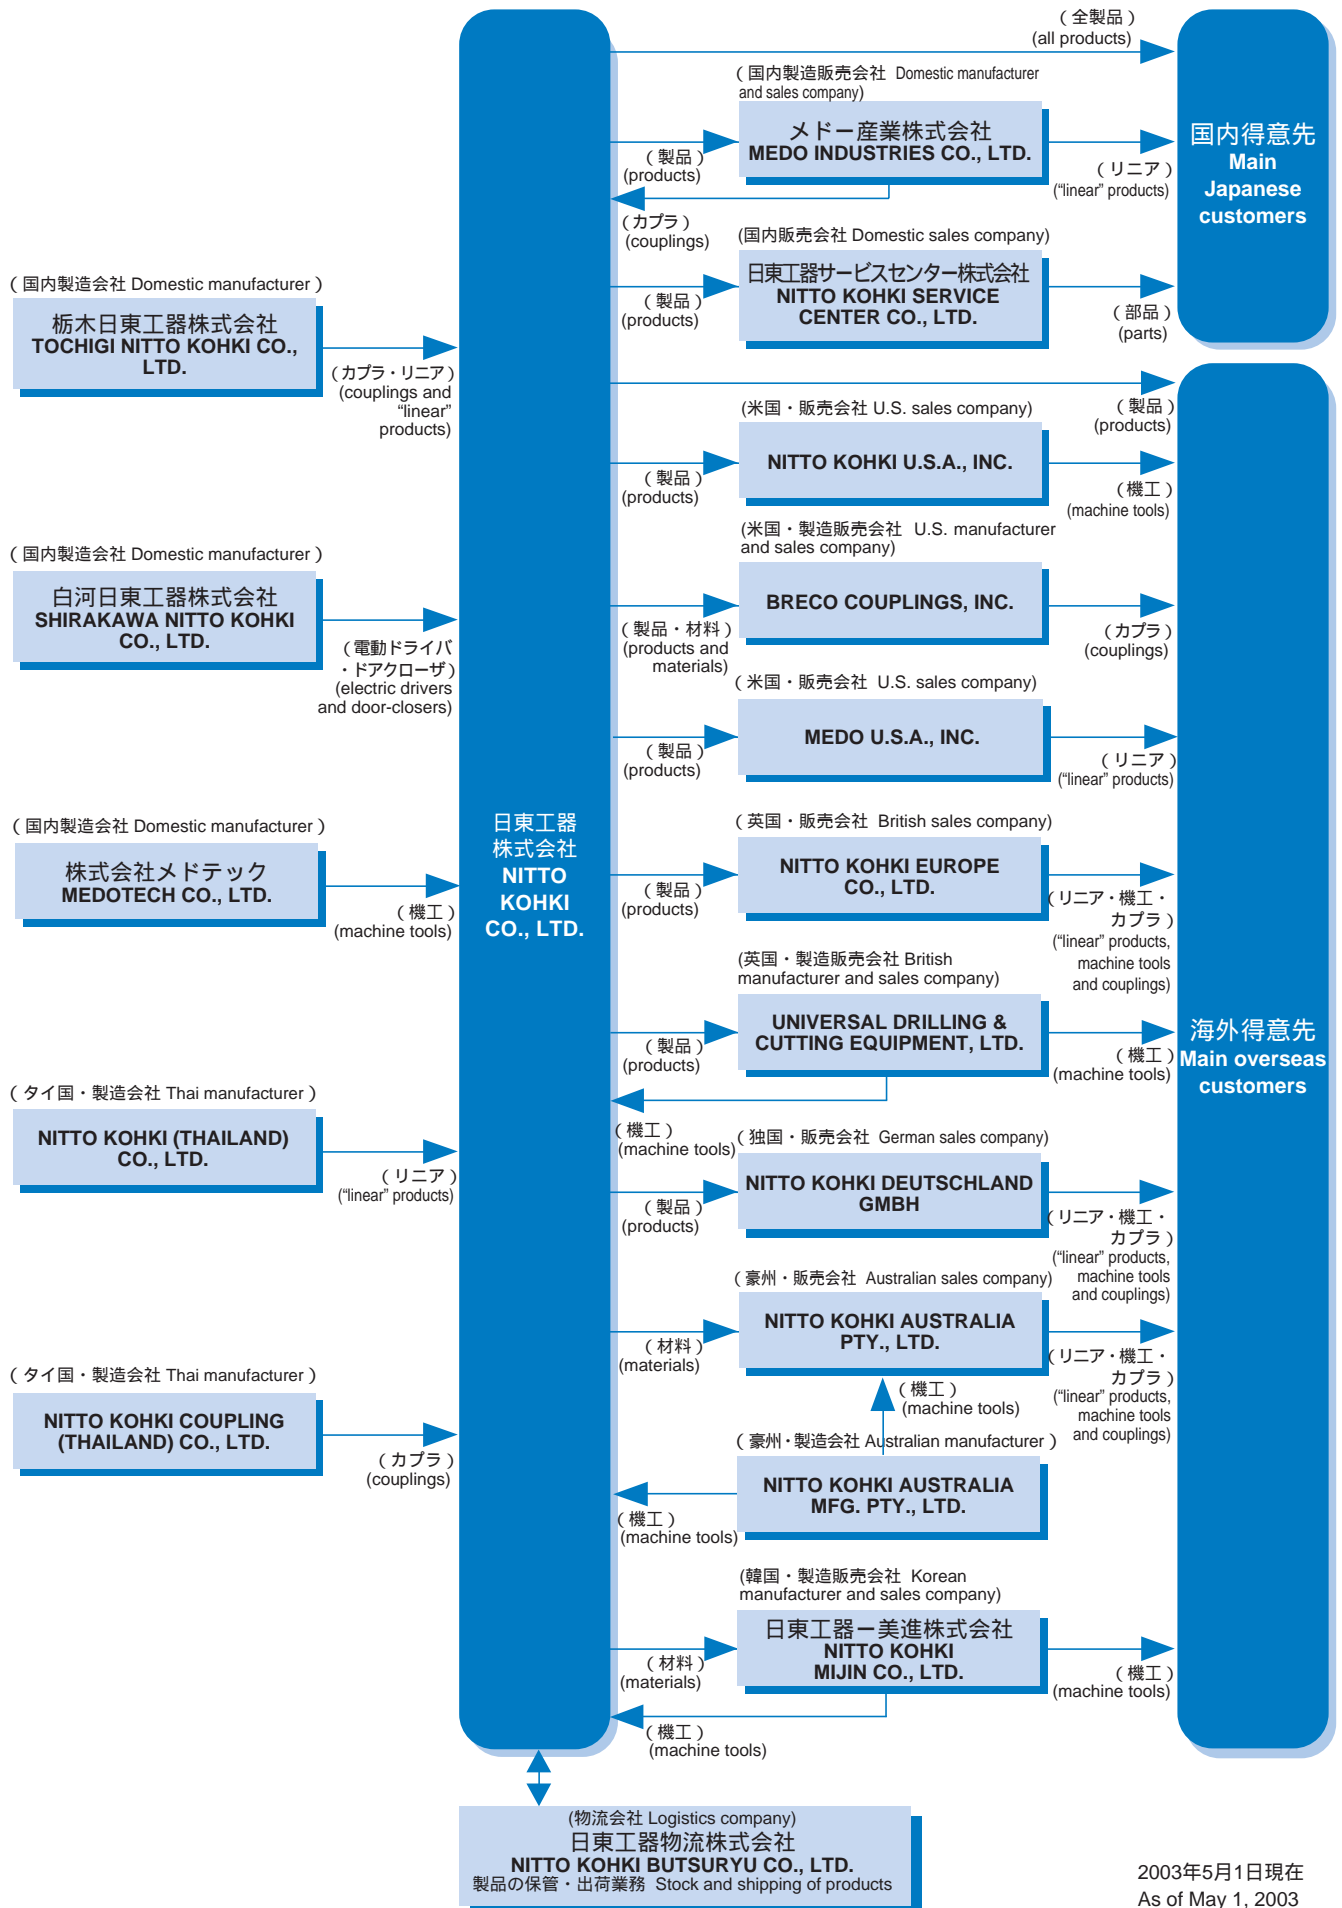 （全製品）
(all products)
（国内製造販売会社 Domestic manufacturer
and sales company)
メドー産業株式会社
MEDO INDUSTRIES CO., LTD.
（製品）
(products)
（リニア）
(“linear” products)
（カプラ）
(couplings)
国内得意先
Main
Japanese
customers
(国内販売会社 Domestic sales company)
日東工器サービスセンター株式会社
NITTO KOHKI SERVICE
CENTER CO., LTD.
（製品）
(products)
（部品）
(parts)
（国内製造会社 Domestic manufacturer）
栃木日東工器株式会社
TOCHIGI NITTO KOHKI CO.,
LTD.
（カプラ・リニア）
(couplings and
“linear”
products)
（製品）
(products)
(米国・販売会社 U.S. sales company)
NITTO KOHKI U.S.A., INC.
（製品）
(products)
（機工）
(machine tools)
（国内製造会社 Domestic manufacturer）
白河日東工器株式会社
SHIRAKAWA NITTO KOHKI
CO., LTD.
（電動ドライバ
・ドアクローザ）
(electric drivers
and door-closers)
(米国・製造販売会社 U.S. manufacturer
and sales company)
BRECO COUPLINGS, INC.
（製品・材料）
(products and
materials)
（カプラ）
(couplings)
（米国・販売会社 U.S. sales company)
MEDO U.S.A., INC.
（製品）
(products)
（リニア）
(“linear” products)
（国内製造会社 Domestic manufacturer）
株式会社メドテック
MEDOTECH CO., LTD.
（機工）
(machine tools)
日東工器
株式会社
NITTO
KOHKI
CO., LTD.
（英国・販売会社 British sales company)
NITTO KOHKI EUROPE
CO., LTD.
（製品）
(products)
（リニア・機工・
カプラ）
(“linear” products,
machine tools
and couplings)
(英国・製造販売会社 British
manufacturer and sales company)
UNIVERSAL DRILLING &
CUTTING EQUIPMENT, LTD.
（製品）
(products)
（機工）
(machine tools)
（機工）
(machine tools)
海外得意先
Main overseas
customers
（タイ国・製造会社 Thai manufacturer）
NITTO KOHKI (THAILAND)
CO., LTD.
（リニア）
(“linear” products)
（独国・販売会社 German sales company)
NITTO KOHKI DEUTSCHLAND
GMBH
（製品）
(products)
（リニア・機工・
カプラ）
(“linear” products,
machine tools
and couplings)
（豪州・販売会社 Australian sales company)
NITTO KOHKI AUSTRALIA
PTY., LTD.
（材料）
(materials)
（リニア・機工・
カプラ）
(“linear” products,
machine tools
and couplings)
（機工）
(machine tools)
（タイ国・製造会社 Thai manufacturer）
NITTO KOHKI COUPLING
(THAILAND) CO., LTD.
（カプラ）
(couplings)
（豪州・製造会社 Australian manufacturer）
NITTO KOHKI AUSTRALIA
MFG. PTY., LTD.
（機工）
(machine tools)
(韓国・製造販売会社 Korean
manufacturer and sales company)
日東工器ー美進株式会社
NITTO KOHKI
MIJIN CO., LTD.
（材料）
(materials)
（機工）
(machine tools)
（機工）
(machine tools)
(物流会社 Logistics company)
日東工器物流株式会社
NITTO KOHKI BUTSURYU CO., LTD.
製品の保管・出荷業務 Stock and shipping of products
2003年5月1日現在
As of May 1, 2003